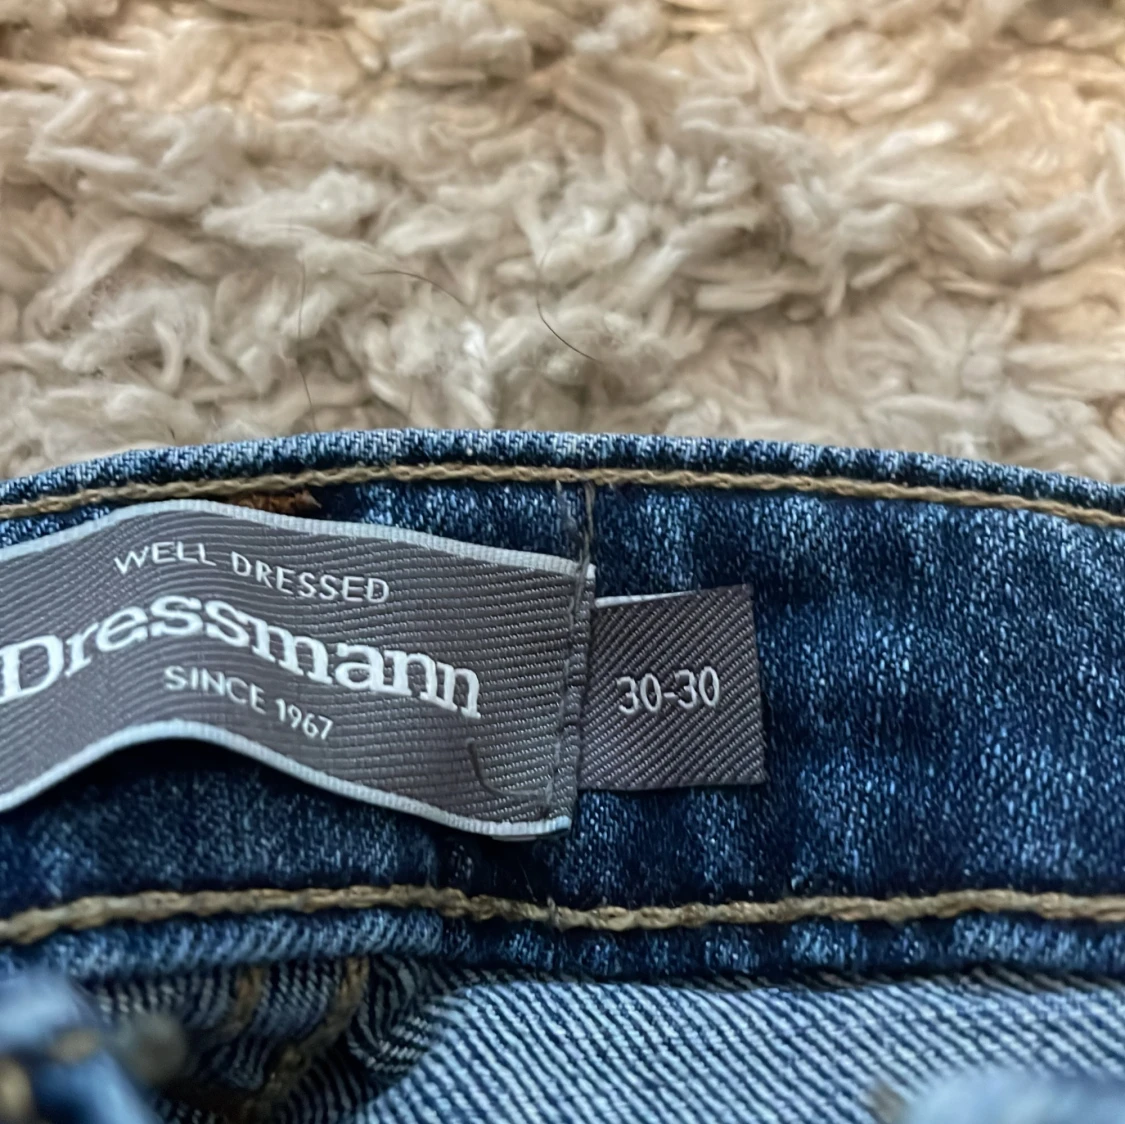 WELL DRESSED
Dressmann
SINCE 1967
30-30